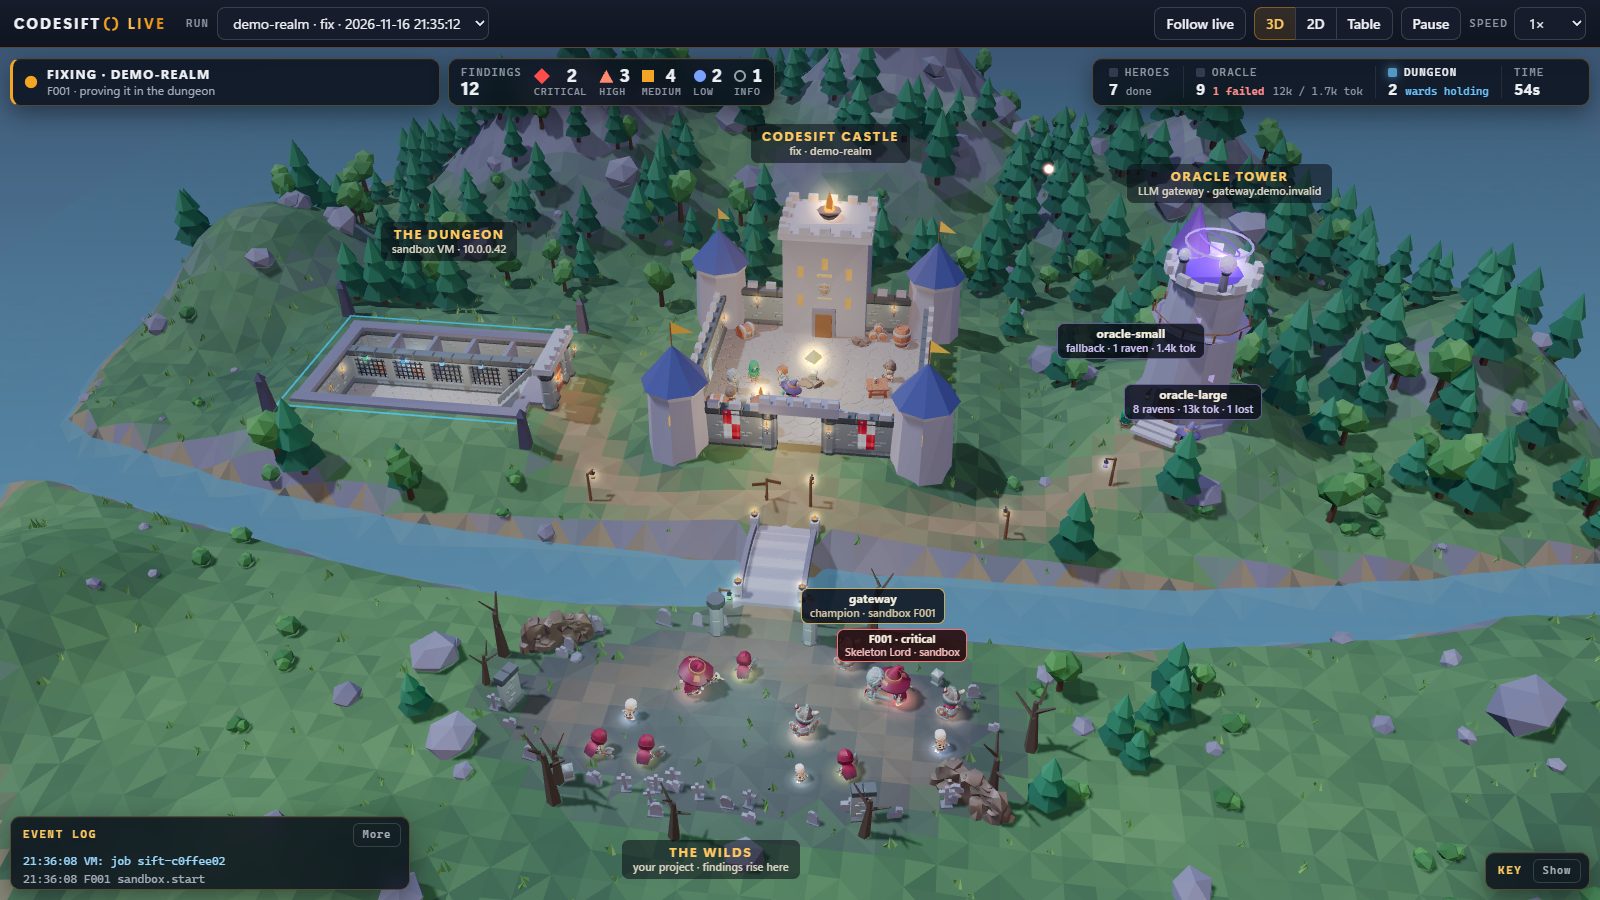 CODESIFT() LIVE
RUN
demo-realm · fix · 2026-11-16 21:35:12
Follow live
3D
2D
Table
Pause
SPEED
1×
FIXING · DEMO-REALM
F001 · proving it in the dungeon
FINDINGS
12
2
CRITICAL
3
HIGH
4
MEDIUM
2
LOW
1
INFO
HEROES
7 done
ORACLE
9 1 failed 12k / 1.7k tok
DUNGEON
2 wards holding
TIME
54s
CODESIFT CASTLE
fix · demo-realm
ORACLE TOWER
LLM gateway · gateway.demo.invalid
THE DUNGEON
sandbox VM · 10.0.0.42
oracle-small
fallback · 1 raven · 1.4k tok
oracle-large
8 ravens · 13k tok · 1 lost
gateway
champion · sandbox F001
F001 · critical
Skeleton Lord · sandbox
THE WILDS
your project · findings rise here
EVENT LOG
More
21:36:08 VM: job sift-c0ffee02
21:36:08 F001 sandbox.start
KEY
Show